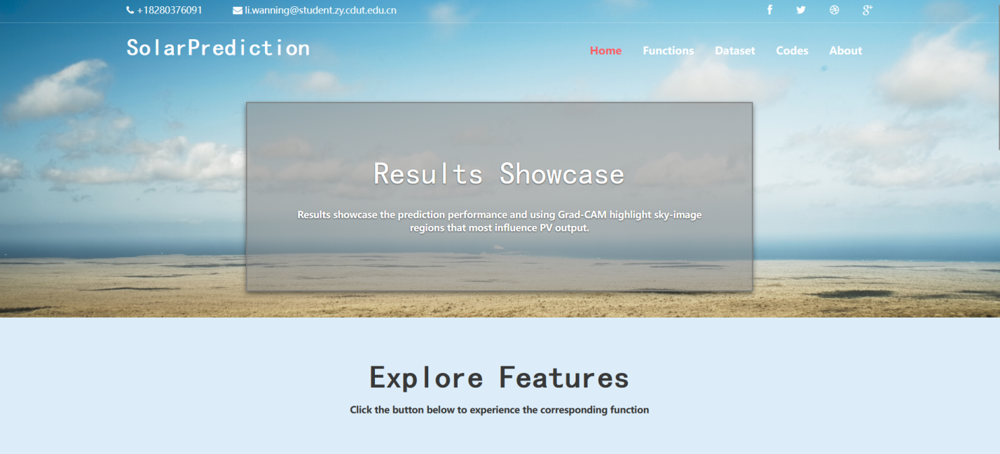 +18280376091 li.wanning@student.zy.cdut.edu.cn
SolarPrediction
Home Functions Dataset Codes About
Results Showcase
Results showcase the prediction performance and using Grad-CAM highlight sky-image
regions that most influence PV output.
Explore Features
Click the button below to experience the corresponding function